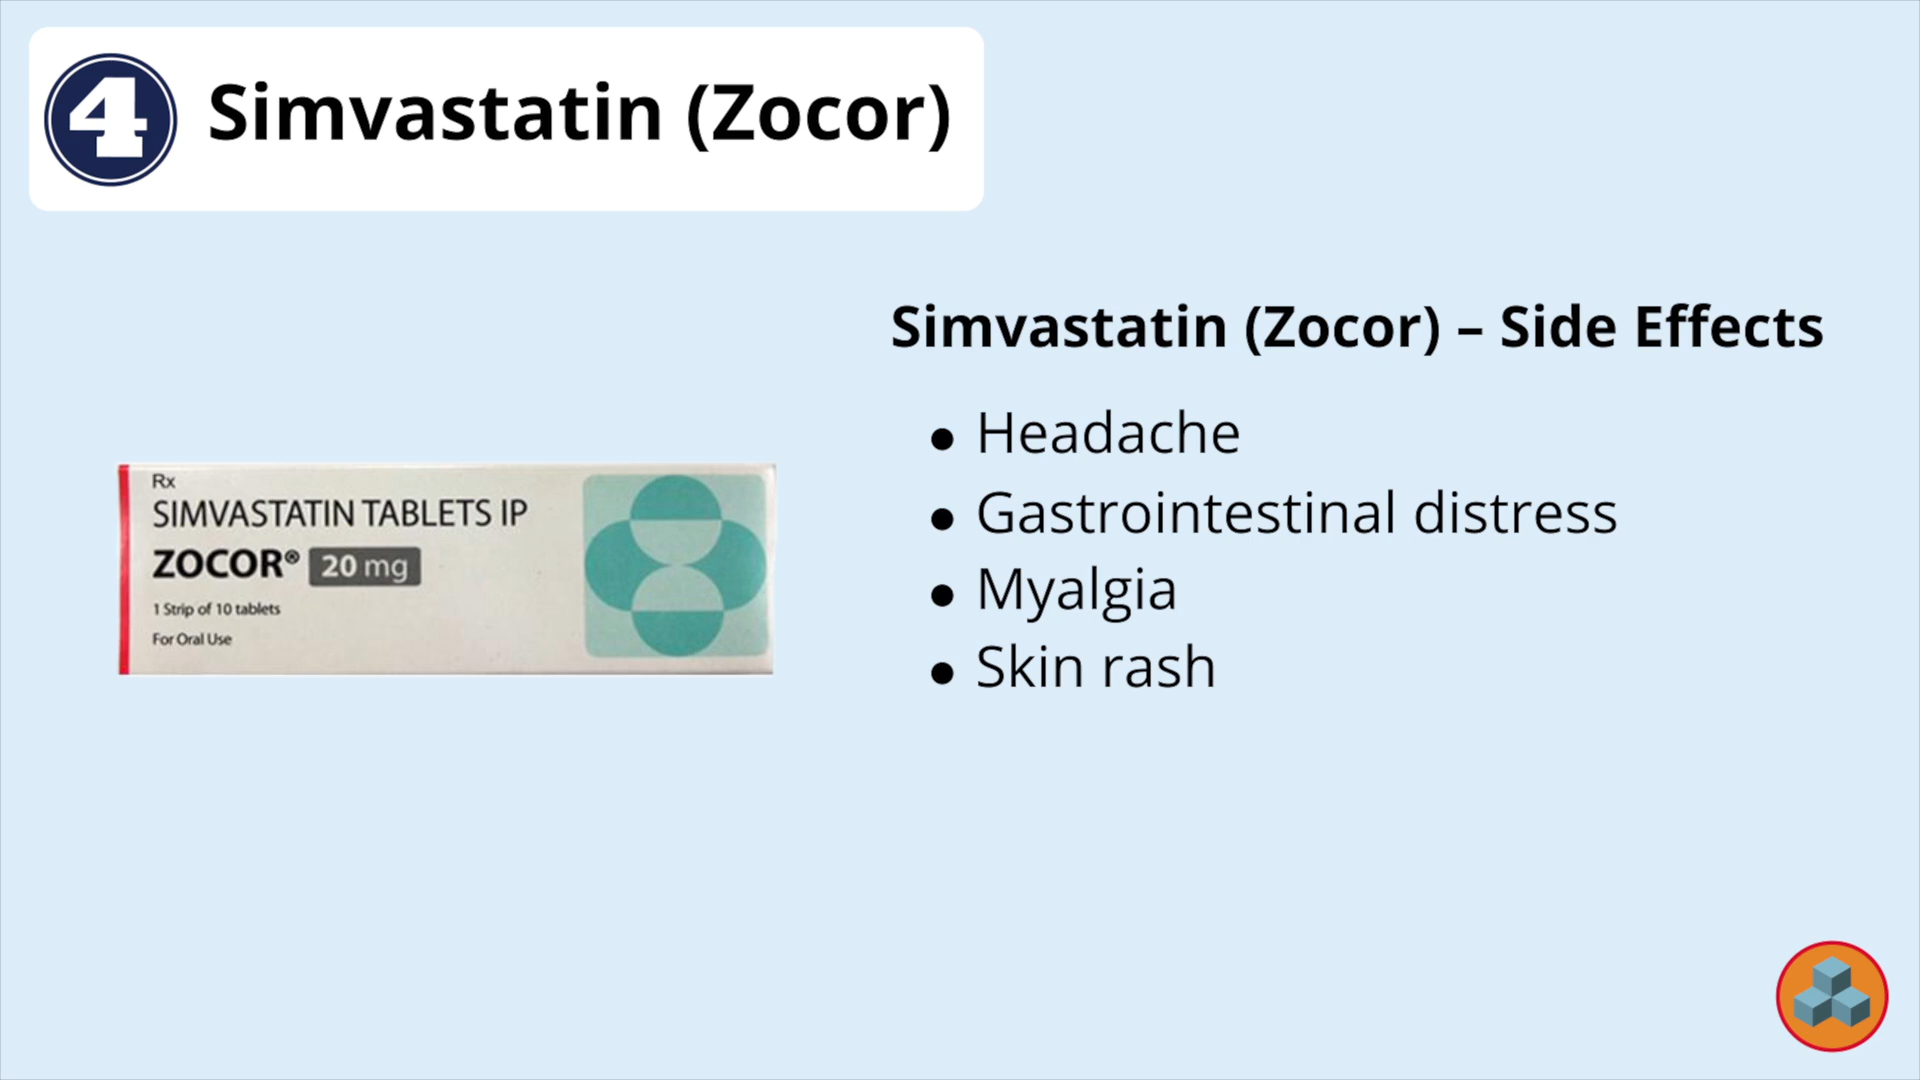 4 Simvastatin (Zocor)
Simvastatin (Zocor) – Side Effects
● Headache
● Gastrointestinal distress
● Myalgia
● Skin rash
Rx
SIMVASTATIN TABLETS IP
ZOCOR® 20 mg
1 Strip of 10 tablets
For Oral Use